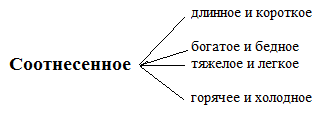 длинное и короткое
богатое и бедное
Соотнесенное
тяжелое и легкое
горячее и холодное